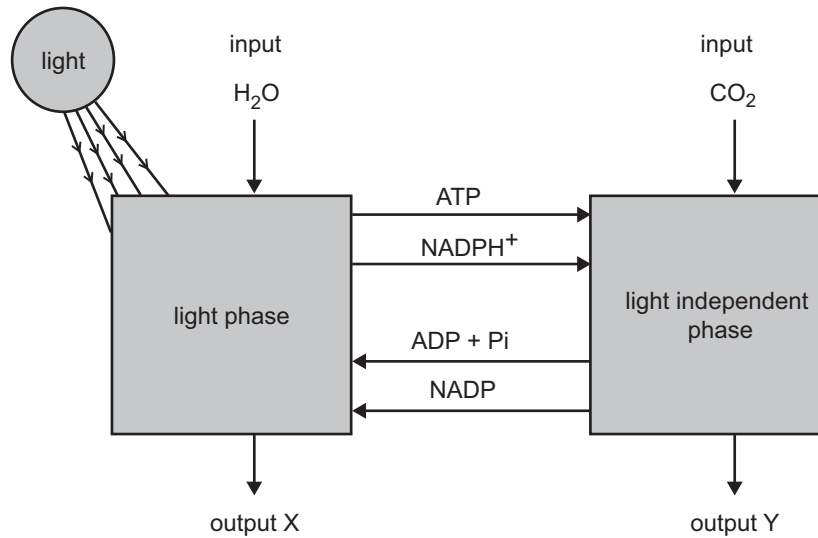 light
input
H₂O
input
CO₂
ATP
NADPH⁺
light phase
light independent
phase
ADP + Pi
NADP
output X
output Y